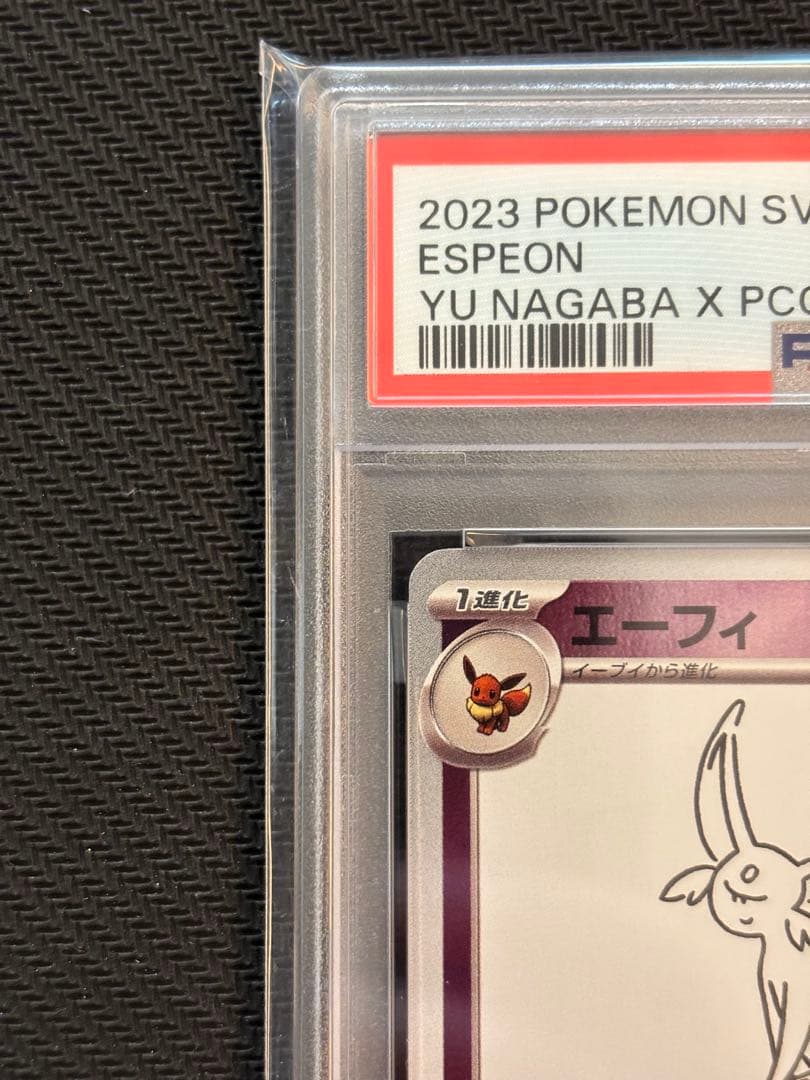 2023 POKEMON SV
ESPEON
YU NAGABA X PC
1進化
エーフィ
イーブイから進化